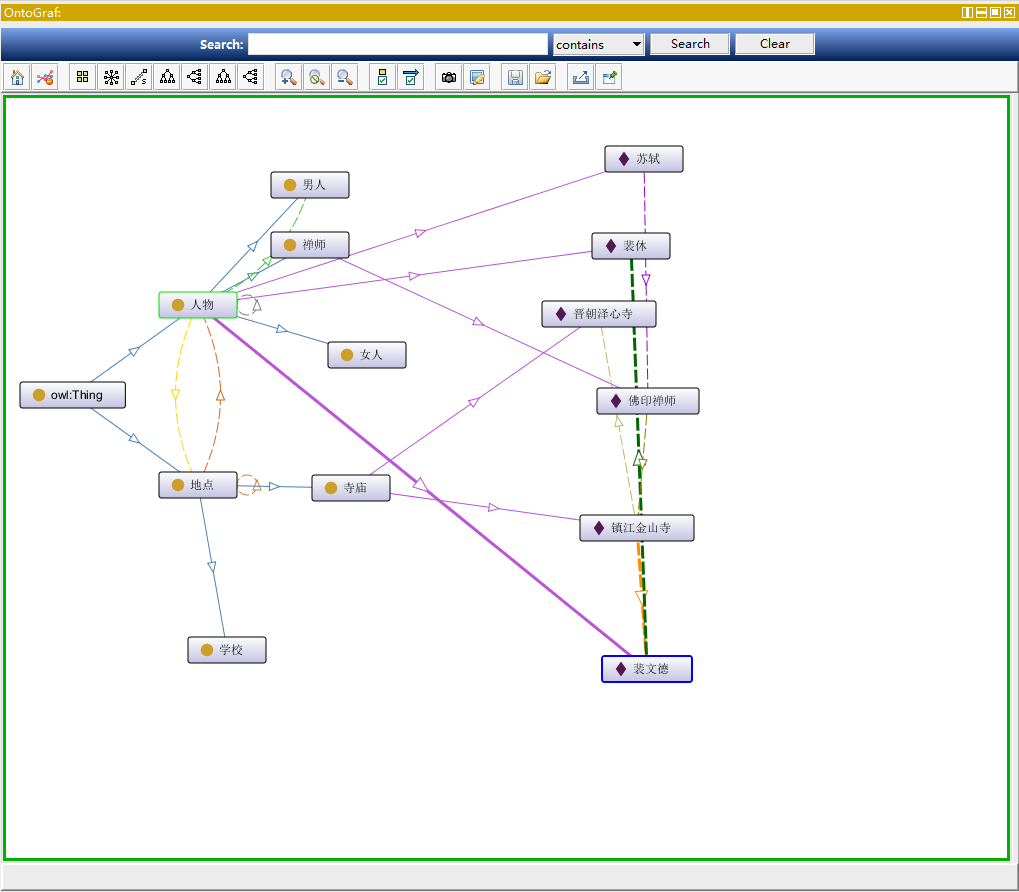 OntoGraf:
Search:
contains
Search
Clear
苏轼
男人
禅师
裴休
人物
晋朝泽心寺
女人
owl:Thing
佛印禅师
地点
寺庙
镇江金山寺
学校
裴文德